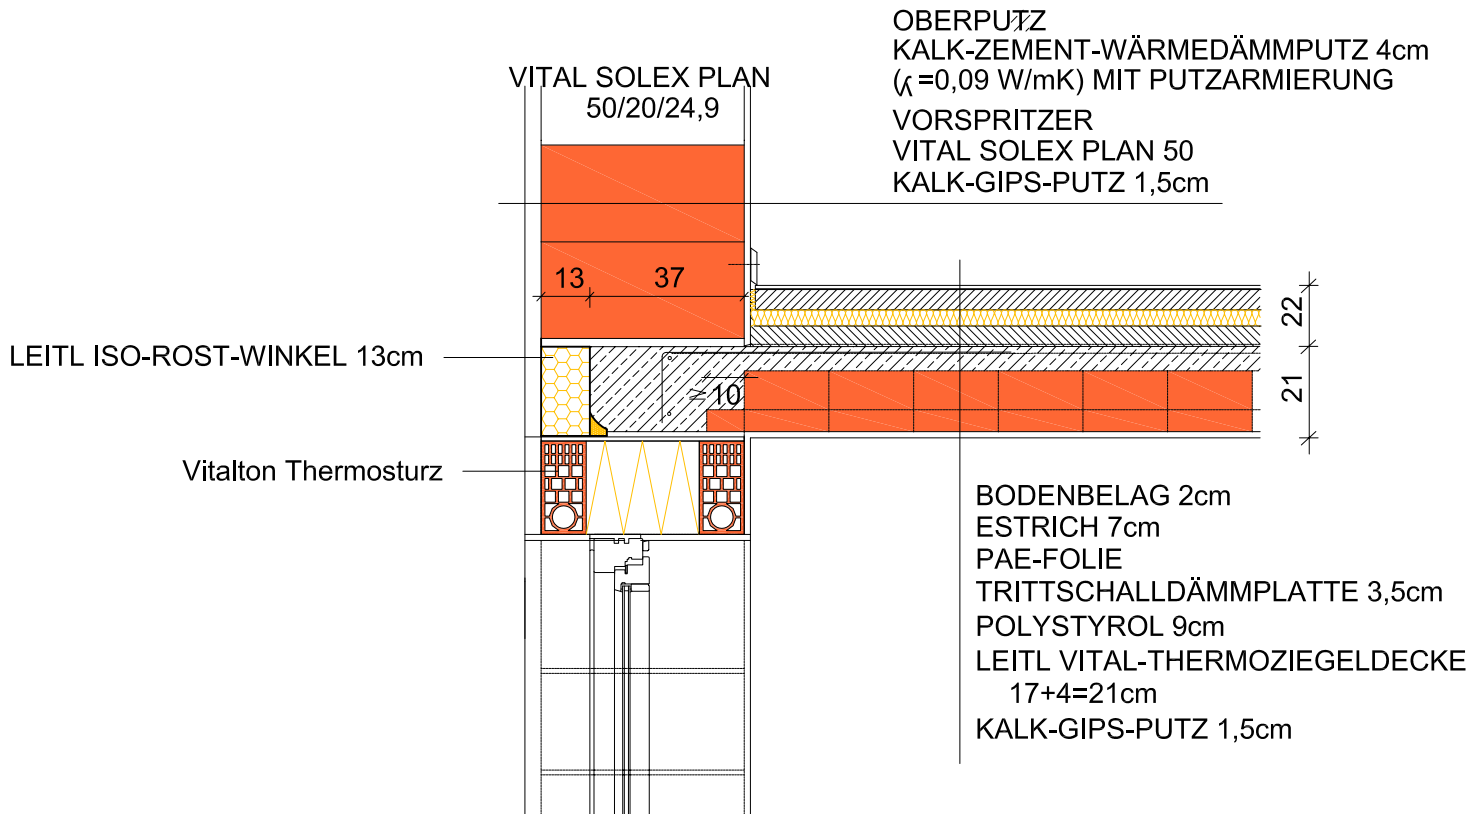 OBERPUTZ
KALK-ZEMENT-WÄRMEDÄMMPUTZ 4cm
(ʎ=0,09 W/mK) MIT PUTZARMIERUNG
VORSPRITZER
VITAL SOLEX PLAN 50
KALK-GIPS-PUTZ 1,5cm
VITAL SOLEX PLAN
50/20/24,9
13
37
22
21
LEITL ISO-ROST-WINKEL 13cm
≥ 10
Vitalton Thermosturz
BODENBELAG 2cm
ESTRICH 7cm
PAE-FOLIE
TRITTSCHALLDÄMMPLATTE 3,5cm
POLYSTYROL 9cm
LEITL VITAL-THERMOZIEGELDECKE
17+4=21cm
KALK-GIPS-PUTZ 1,5cm